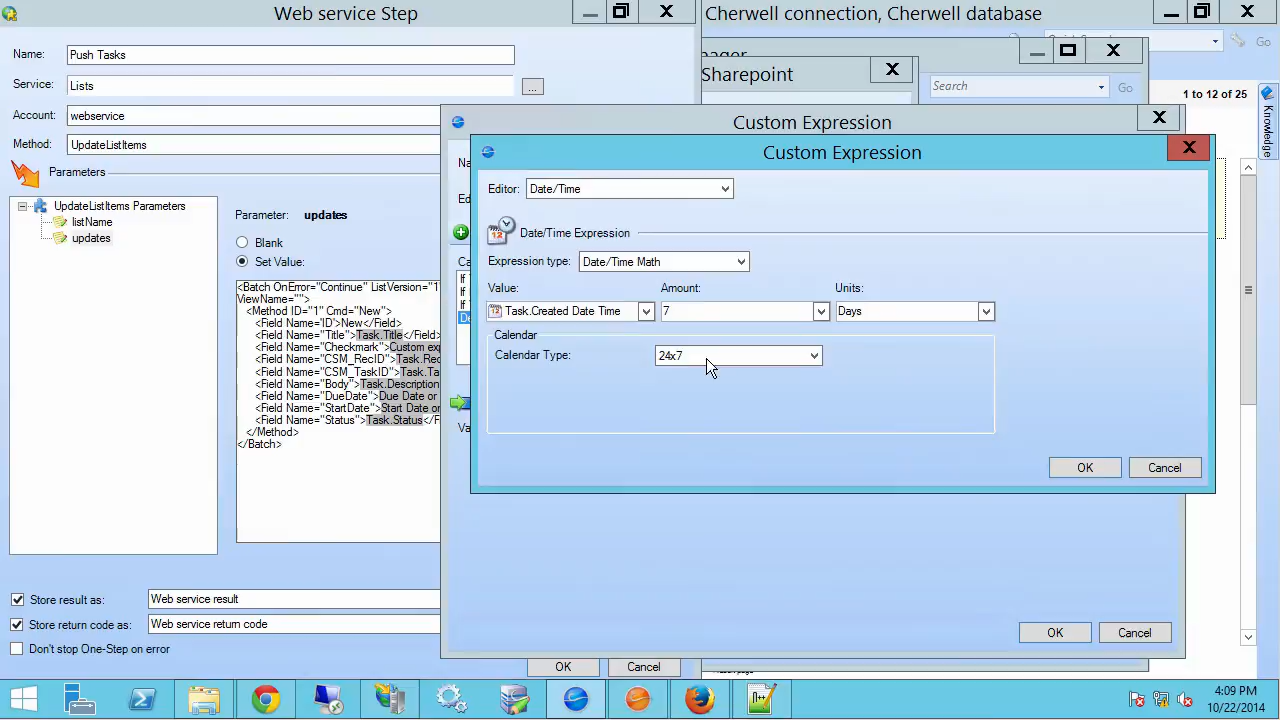 Web service Step
Cherwell connection, Cherwell database
Name: Push Tasks
Service: Lists
...
Account: webservice
Method: UpdateListItems
Parameters
UpdateListItems Parameters
listName
updates
Parameter: updates
Blank
Set Value:
<Batch OnError="Continue" ListVersion="1
ViewName="">
<Method ID="1" Cmd="New">
<Field Name="ID">New</Field>
<Field Name="Title">Task.Title</Field>
<Field Name="Checkmark">Custom exp
<Field Name="CSM_RecID">Task.Rec
<Field Name="CSM_TaskID">Task.Ta
<Field Name="Body">Task.Description
<Field Name="DueDate">Due Date or
<Field Name="StartDate">Start Date or
<Field Name="Status">Task.Status</F
</Method>
</Batch>
Store result as: Web service result
Store return code as: Web service return code
Don't stop One-Step on error
OK Cancel
Go
Sharepoint
Search
Go
1 to 12 of 25
Knowledge
Custom Expression
OK Cancel
Custom Expression
Editor: Date/Time
Date/Time Expression
Expression type: Date/Time Math
Value: Amount: Units:
Task.Created Date Time 7 Days
Calendar
Calendar Type: 24x7
OK Cancel
4:09 PM
10/22/2014